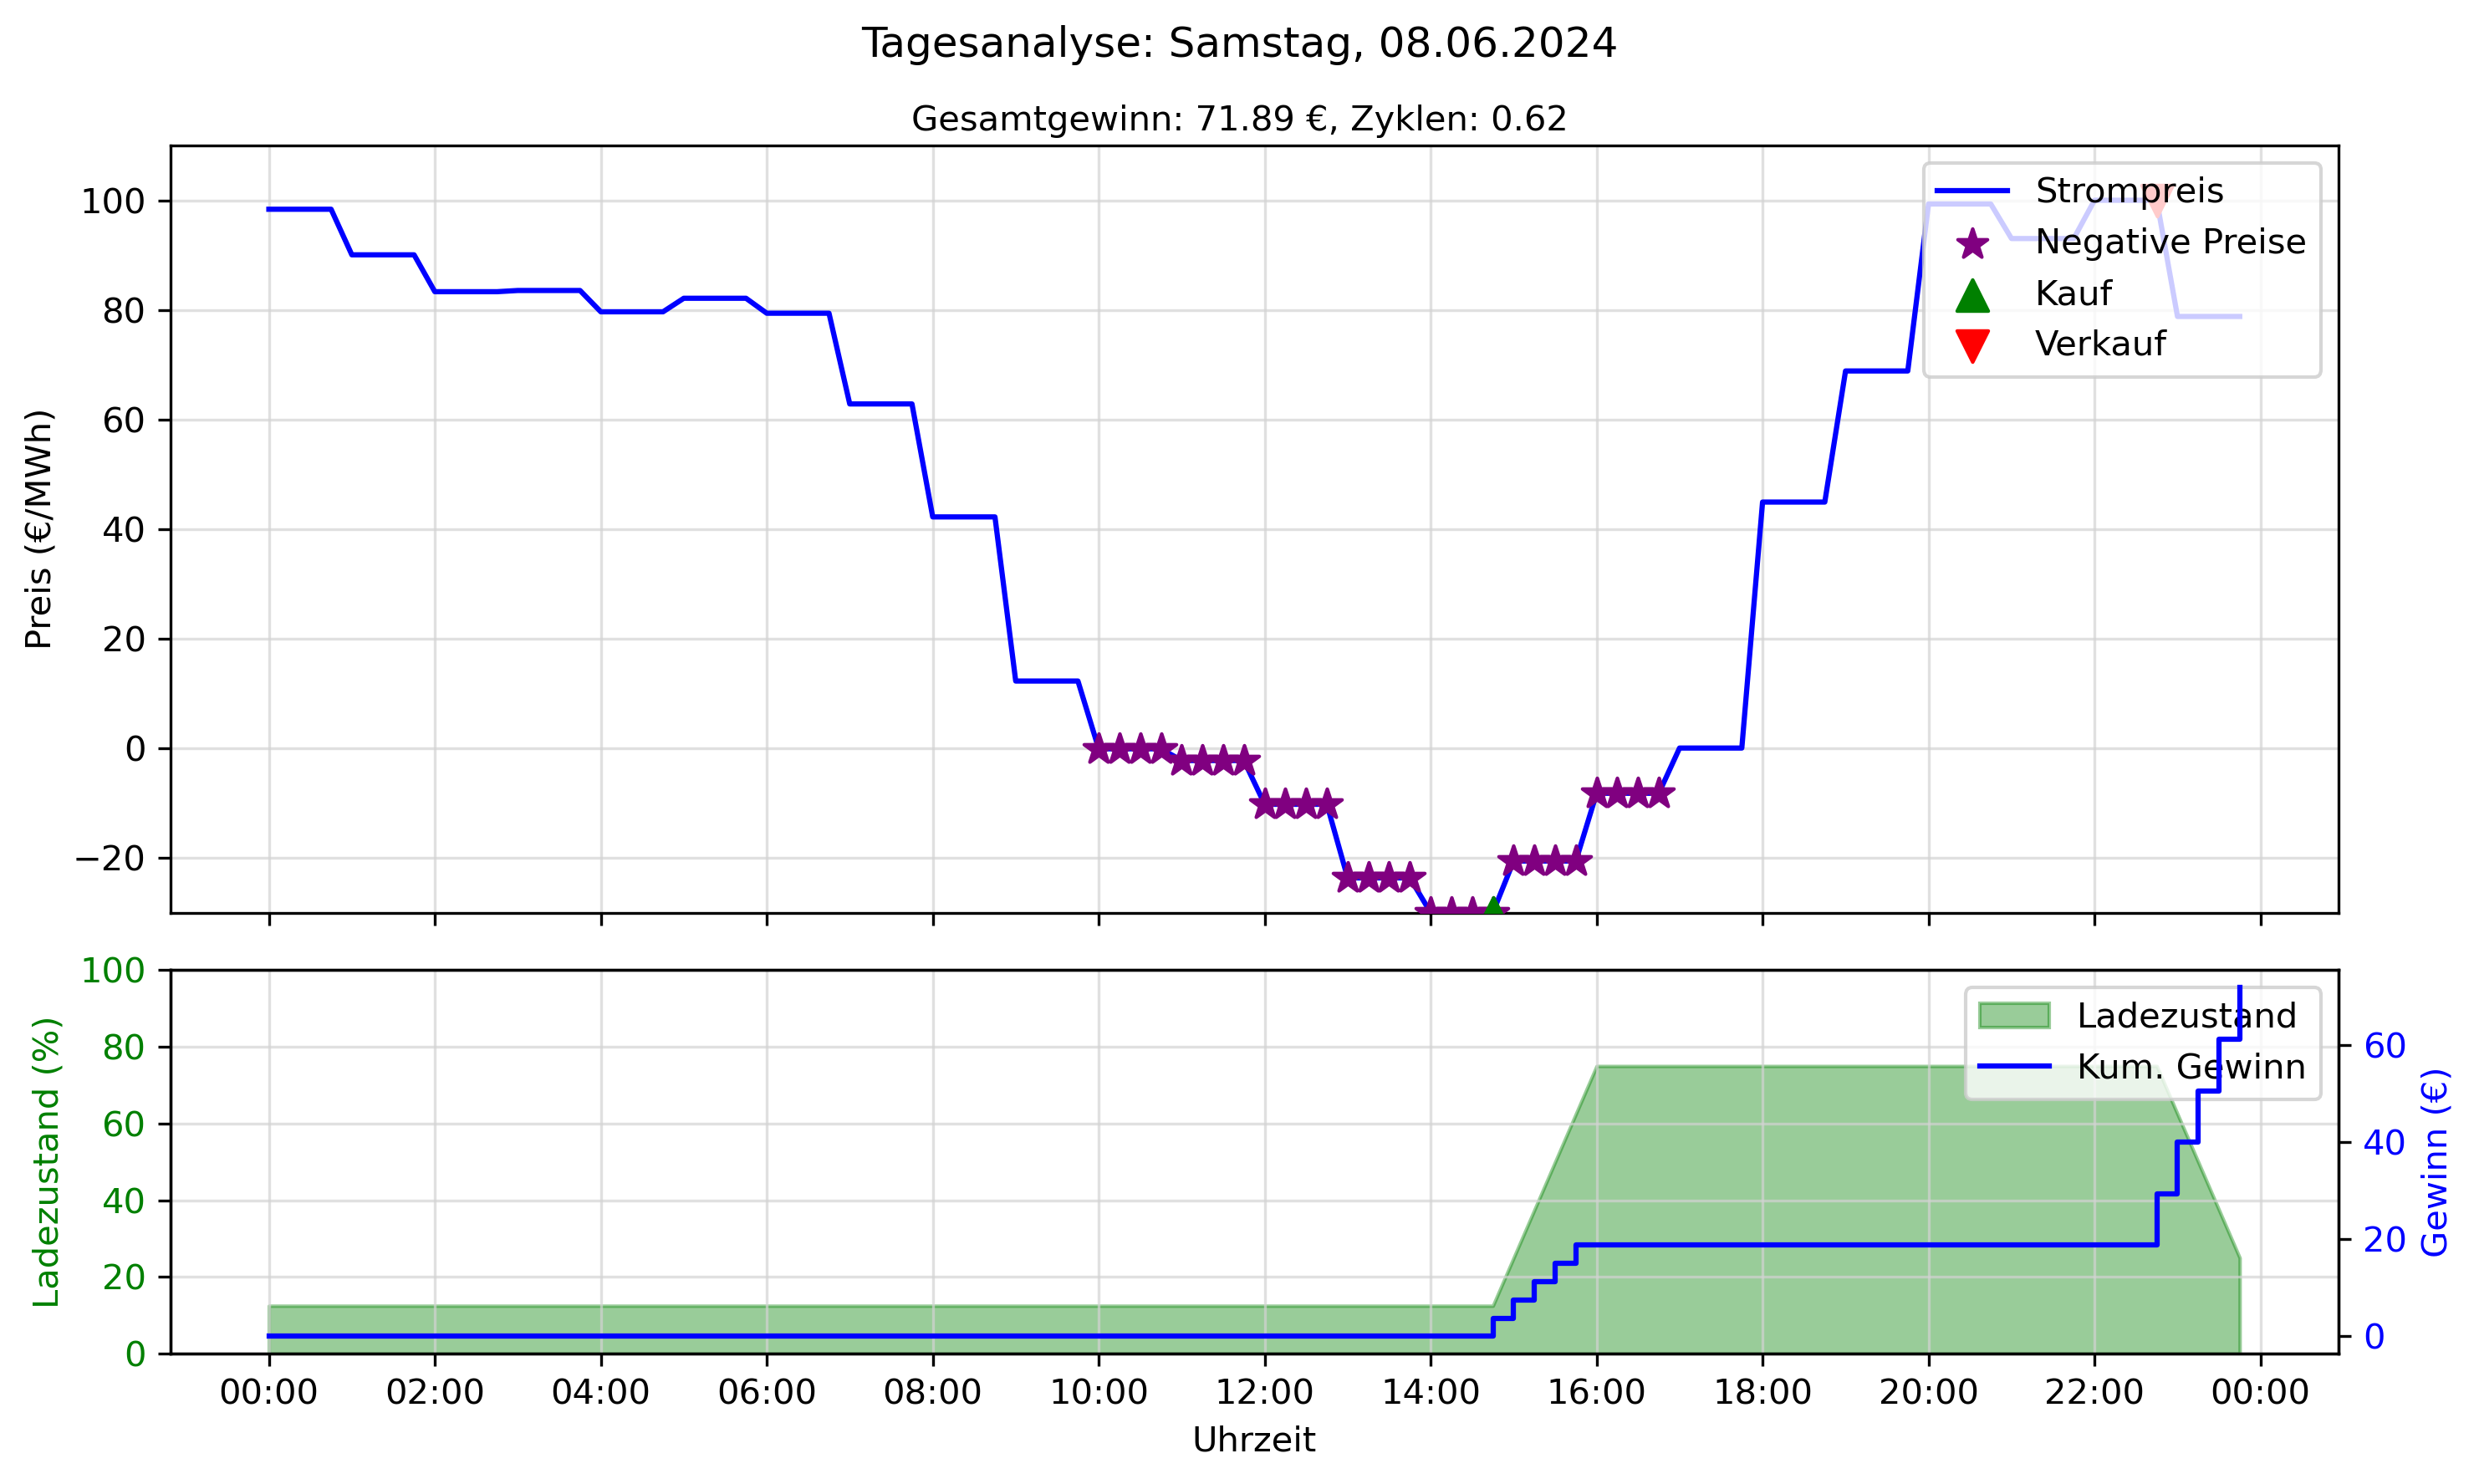 Tagesanalyse: Samstag, 08.06.2024
Gesamtgewinn: 71.89 €, Zyklen: 0.62
Preis (€/MWh)
100
80
60
40
20
0
−20
Strompreis
Negative Preise
Kauf
Verkauf
Ladezustand (%)
100
80
60
40
20
0
Ladezustand
Kum. Gewinn
60
40
20
0
Gewinn (€)
00:00 02:00 04:00 06:00 08:00 10:00 12:00 14:00 16:00 18:00 20:00 22:00 00:00
Uhrzeit